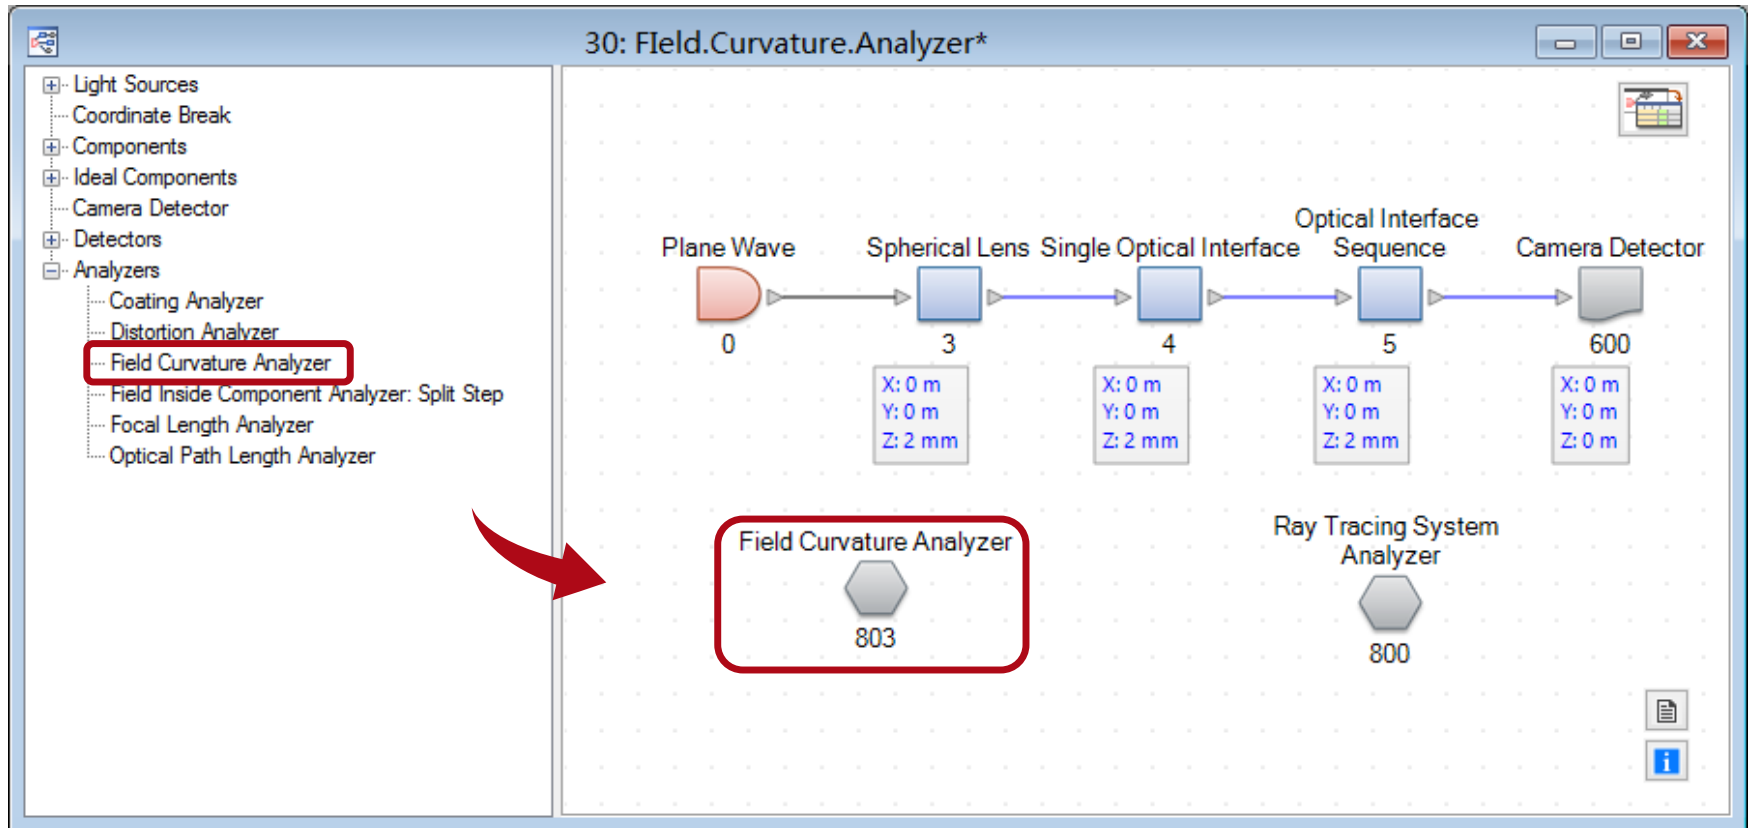 30: FIeld.Curvature.Analyzer*
Light Sources
Coordinate Break
Components
Ideal Components
Camera Detector
Detectors
Analyzers
Coating Analyzer
Distortion Analyzer
Field Curvature Analyzer
Field Inside Component Analyzer: Split Step
Focal Length Analyzer
Optical Path Length Analyzer
Plane Wave
0
Spherical Lens
3
X: 0 m
Y: 0 m
Z: 2 mm
Single Optical Interface
4
X: 0 m
Y: 0 m
Z: 2 mm
Optical Interface
Sequence
5
X: 0 m
Y: 0 m
Z: 2 mm
Camera Detector
600
X: 0 m
Y: 0 m
Z: 0 m
Field Curvature Analyzer
803
Ray Tracing System
Analyzer
800